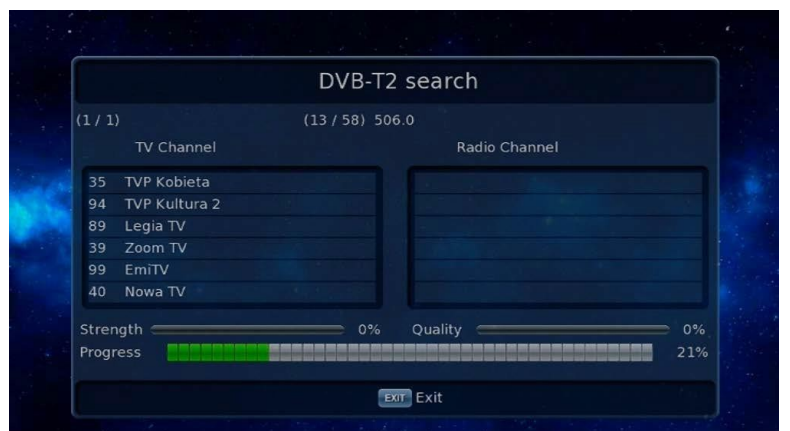 DVB-T2 search
(1 / 1) (13 / 58) 506.0
TV Channel Radio Channel
35 TVP Kobieta
94 TVP Kultura 2
89 Legia TV
39 Zoom TV
99 EmiTV
40 Nowa TV
Strength 0% Quality 0%
Progress 21%
EXIT Exit